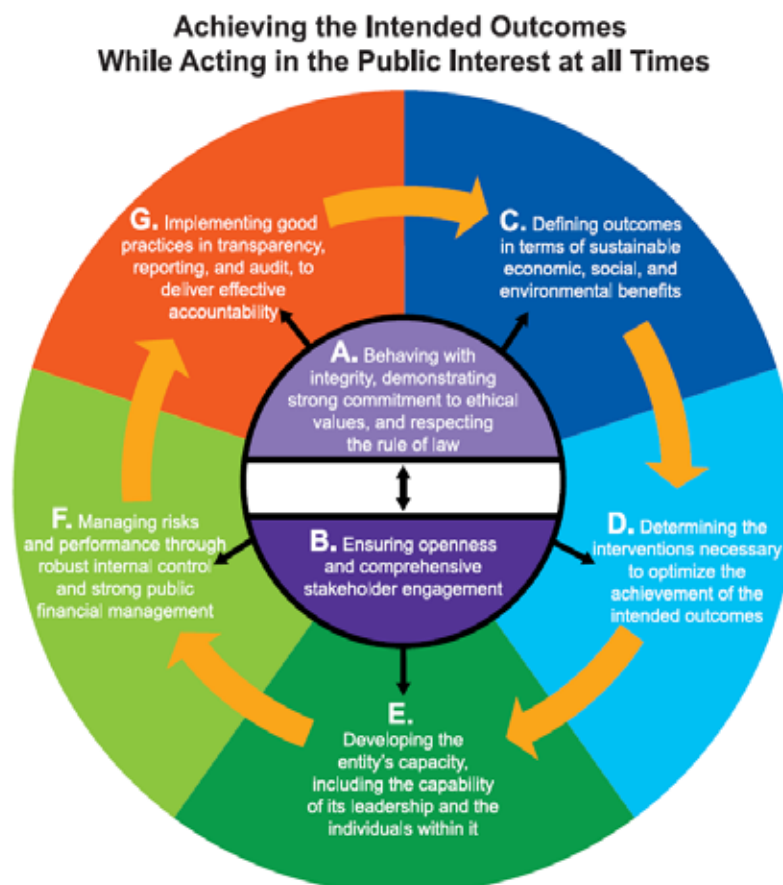 Achieving the Intended Outcomes
While Acting in the Public Interest at all Times
G. Implementing good
practices in transparency,
reporting, and audit, to
deliver effective
accountability
C. Defining outcomes
in terms of sustainable
economic, social, and
environmental benefits
A. Behaving with
integrity, demonstrating
strong commitment to ethical
values, and respecting
the rule of law
B. Ensuring openness
and comprehensive
stakeholder engagement
F. Managing risks
and performance through
robust internal control
and strong public
financial management
D. Determining the
interventions necessary
to optimize the
achievement of the
intended outcomes
E.
Developing the
entity's capacity,
including the capability
of its leadership and the
individuals within it